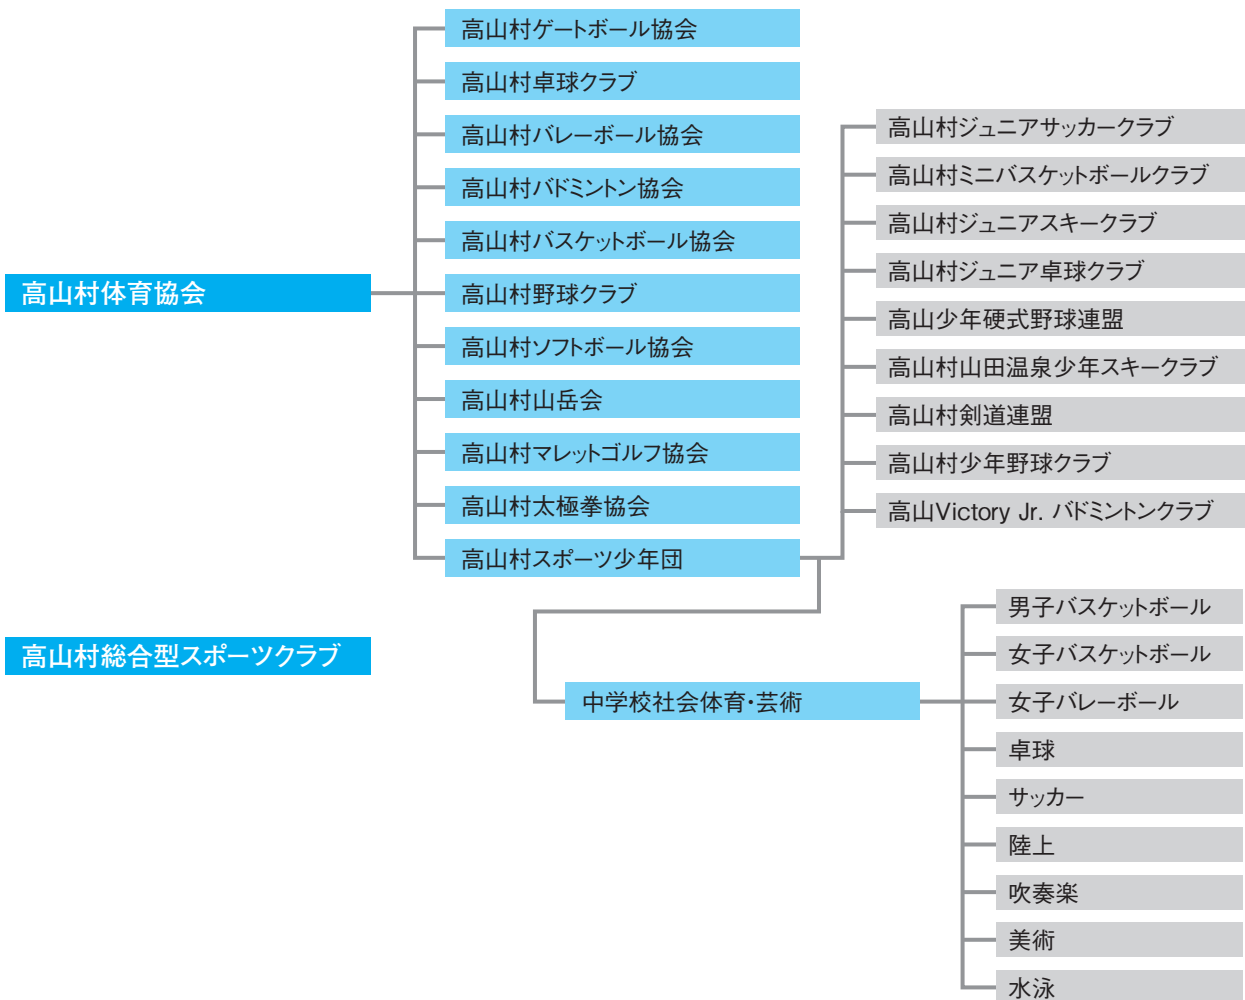 高山村体育協会
高山村ゲートボール協会
高山村卓球クラブ
高山村バレーボール協会
高山村バドミントン協会
高山村バスケットボール協会
高山村野球クラブ
高山村ソフトボール協会
高山村山岳会
高山村マレットゴルフ協会
高山村太極拳協会
高山村スポーツ少年団
高山村ジュニアサッカークラブ
高山村ミニバスケットボールクラブ
高山村ジュニアスキークラブ
高山村ジュニア卓球クラブ
高山少年硬式野球連盟
高山村山田温泉少年スキークラブ
高山村剣道連盟
高山村少年野球クラブ
高山Victory Jr. バドミントンクラブ
中学校社会体育・芸術
男子バスケットボール
女子バスケットボール
女子バレーボール
卓球
サッカー
陸上
吹奏楽
美術
水泳
高山村総合型スポーツクラブ